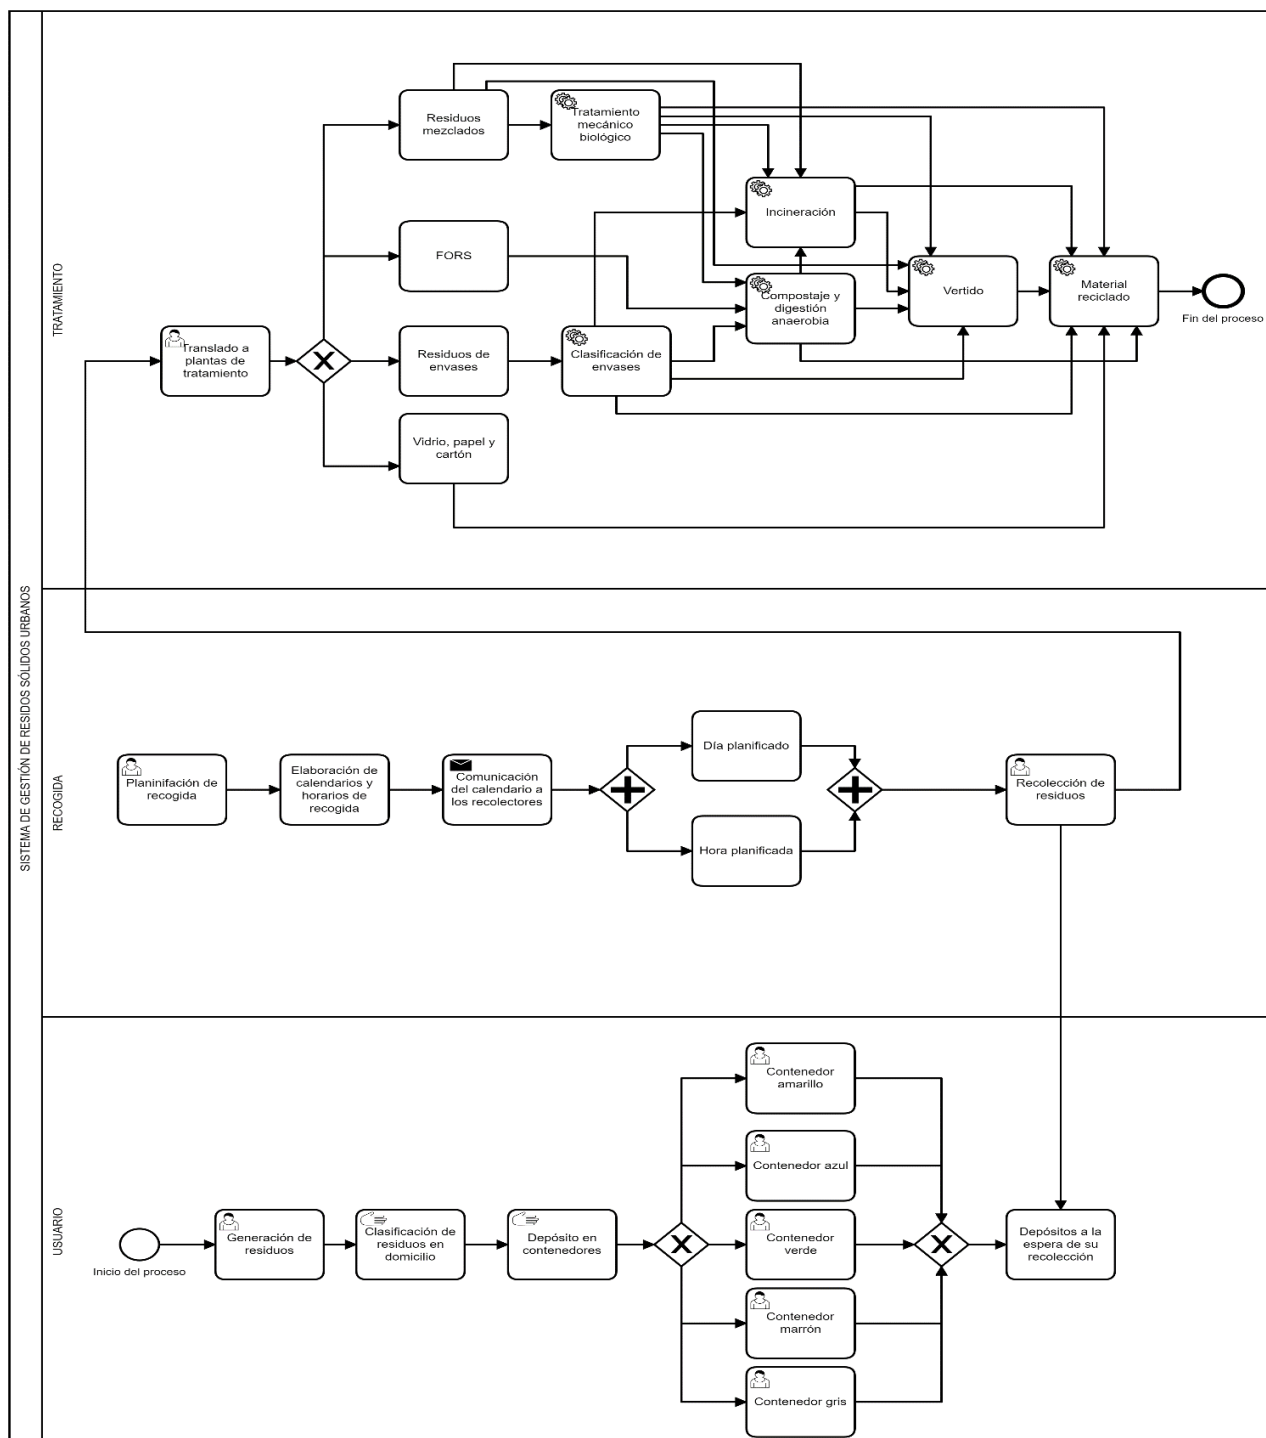 SISTEMA DE GESTIÓN DE RESIDOS SÓLIDOS URBANOS
TRATAMIENTO
Residuos
mezclados
Tratamiento
mecánico
biológico
Incineración
FORS
Compostaje y
digestión
anaerobia
Vertido
Material
reciclado
Fin del proceso
Translado a
plantas de
tratamiento
Residuos de
envases
Clasificación de
envases
Vidrio, papel y
cartón
RECOGIDA
Planinifación de
recogida
Elaboración de
calendarios y
horarios de
recogida
Comunicación
del calendario a
los recolectores
Día planificado
Hora planificada
Recolección de
residuos
USUARIO
Inicio del proceso
Generación de
residuos
Clasificación de
residuos en
domicilio
Depósito en
contenedores
Contenedor
amarillo
Contenedor azul
Contenedor
verde
Contenedor
marrón
Contenedor gris
Depósitos a la
espera de su
recolección